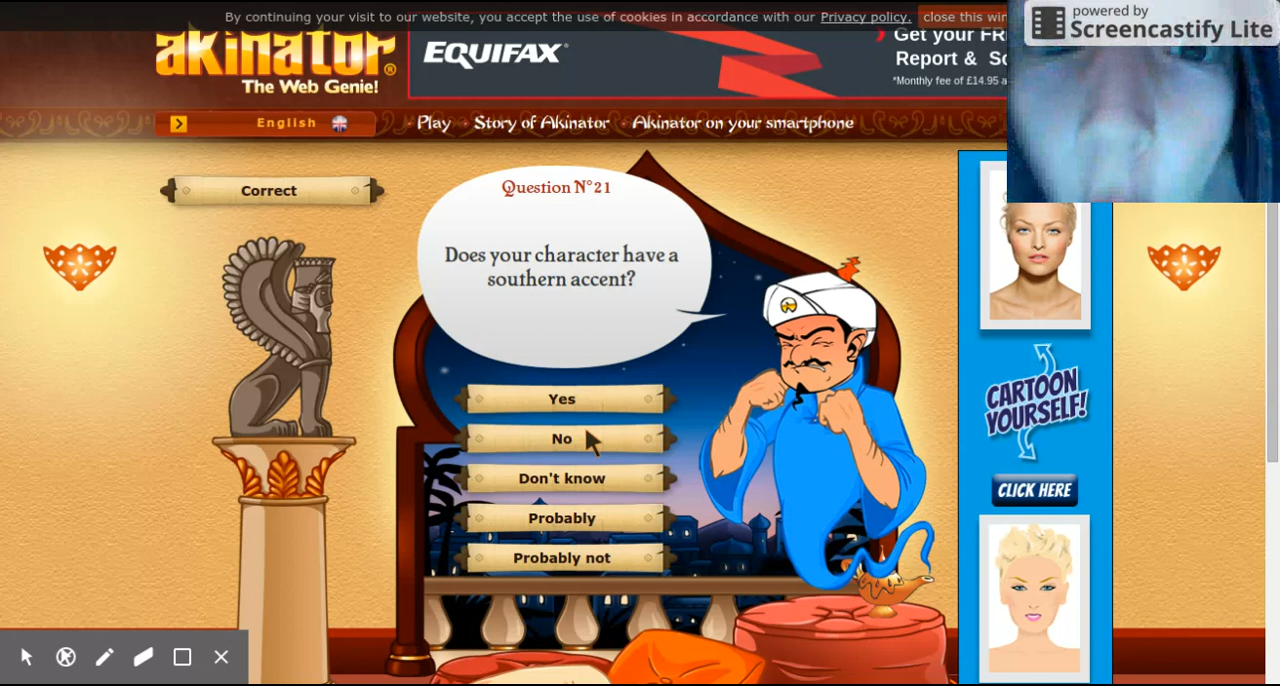 By continuing your visit to our website, you accept the use of cookies in accordance with our Privacy policy. close this win
powered by
Screencastify Lite
akinator
The Web Genie!
EQUIFAX
Get your FR
Report & Sc
*Monthly fee of £14.95 a
English
Play
Story of Akinator
Akinator on your smartphone
Correct
Question N°21
Does your character have a
southern accent?
Yes
No
Don't know
Probably
Probably not
CARTOON
YOURSELF!
CLICK HERE